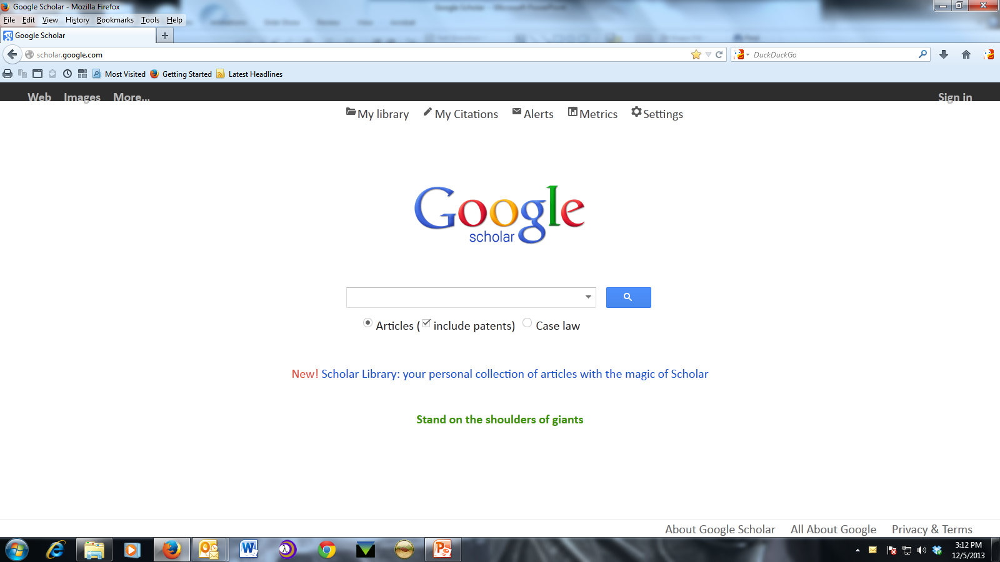 Google Scholar - Mozilla Firefox
File Edit View History Bookmarks Tools Help
Google Scholar
scholar.google.com
DuckDuckGo
Most Visited Getting Started Latest Headlines
Web Images More... Sign in
My library My Citations Alerts Metrics Settings
Google
scholar
Articles ( include patents) Case law
New! Scholar Library: your personal collection of articles with the magic of Scholar
Stand on the shoulders of giants
About Google Scholar All About Google Privacy & Terms
3:12 PM
12/5/2013